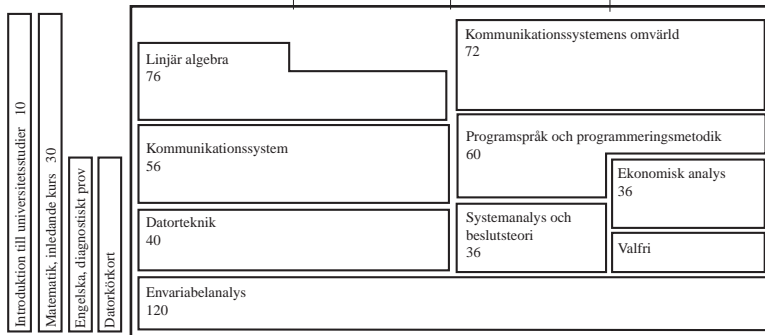 Introduktion till universitetsstudier 10
Matematik, inledande kurs 30
Engelska, diagnostiskt prov
Datorkörkort
Linjär algebra
76
Kommunikationssystem
56
Datorteknik
40
Envariabelanalys
120
Kommunikationssystemens omvärld
72
Programspråk och programmeringsmetodik
60
Ekonomisk analys
36
Systemanalys och
beslutsteori
36
Valfri